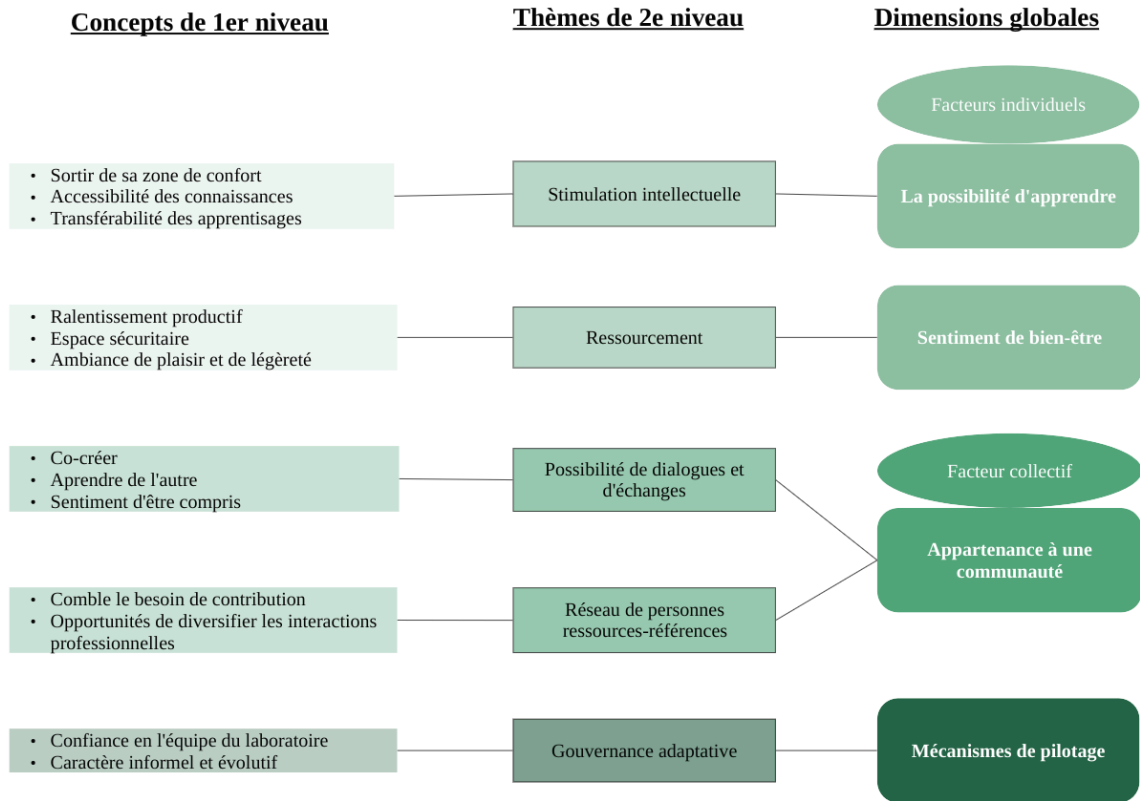 Concepts de 1er niveau
Thèmes de 2e niveau
Dimensions globales
Facteurs individuels
• Sortir de sa zone de confort
• Accessibilité des connaissances
• Transférabilité des apprentisages
Stimulation intellectuelle
La possibilité d'apprendre
• Ralentissement productif
• Espace sécuritaire
• Ambiance de plaisir et de légèreté
Ressourcement
Sentiment de bien-être
• Co-créer
• Aprendre de l'autre
• Sentiment d'être compris
Possibilité de dialogues et
d'échanges
Facteur collectif
Appartenance à une
communauté
• Comble le besoin de contribution
• Opportunités de diversifier les interactions
professionnelles
Réseau de personnes
ressources-références
• Confiance en l'équipe du laboratoire
• Caractère informel et évolutif
Gouvernance adaptative
Mécanismes de pilotage